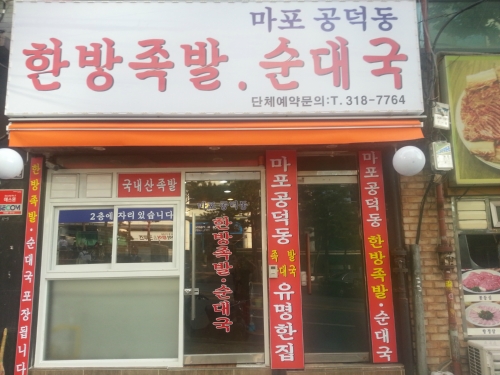 마포 공덕동
한방족발.순대국
단체예약문의:T. 318-7764
국내산족발
2층에 자리있습니다
한방족발·순대국포장됩니다
한방족발·순대국
마포공덕동
족발
순대국
유명한집
마포공덕동 한방족발·순대국